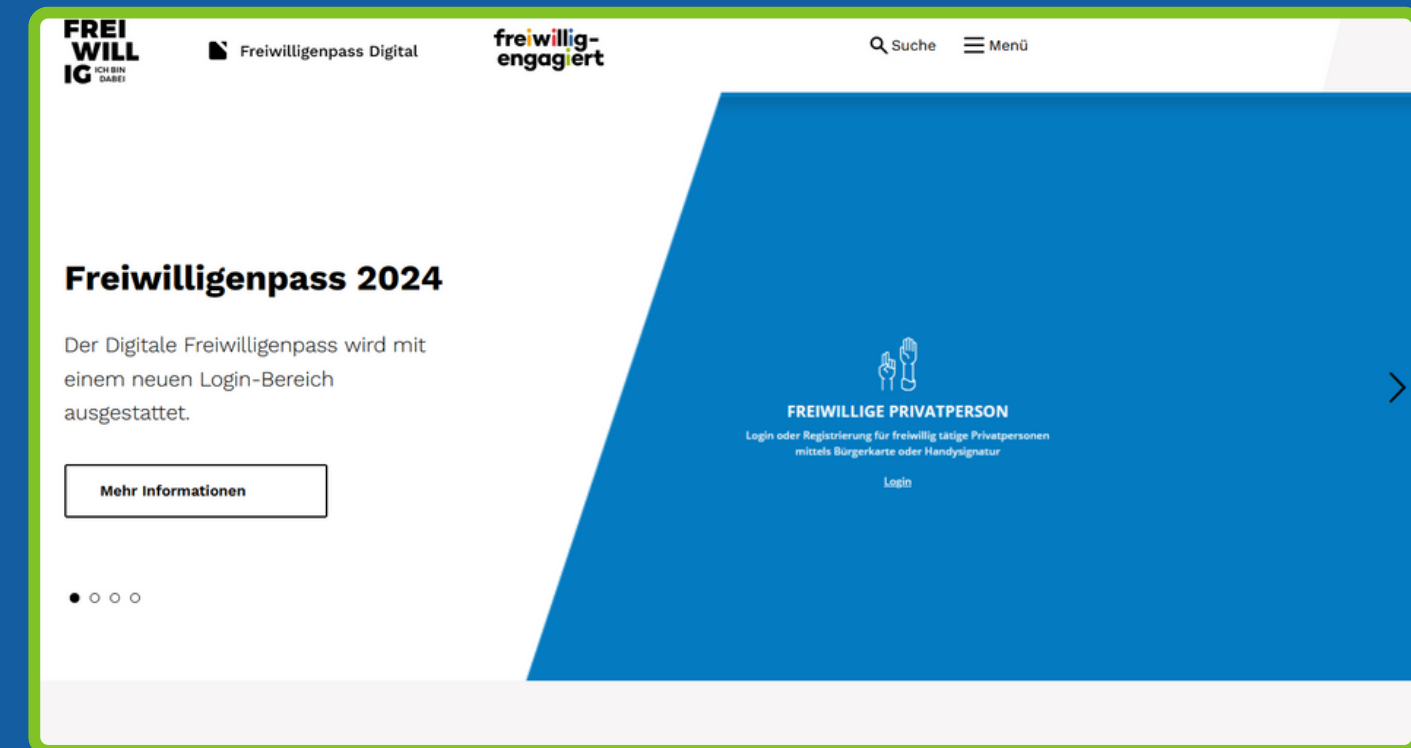 FREI
WILL
IG ICH BIN
DABEI
Freiwilligenpass Digital
freiwillig-
engagiert
Suche
Menü
Freiwilligenpass 2024
Der Digitale Freiwilligenpass wird mit
einem neuen Login-Bereich
ausgestattet.
Mehr Informationen
FREIWILLIGE PRIVATPERSON
Login oder Registrierung für freiwillig tätige Privatpersonen
mittels Bürgerkarte oder Handysignatur
Login